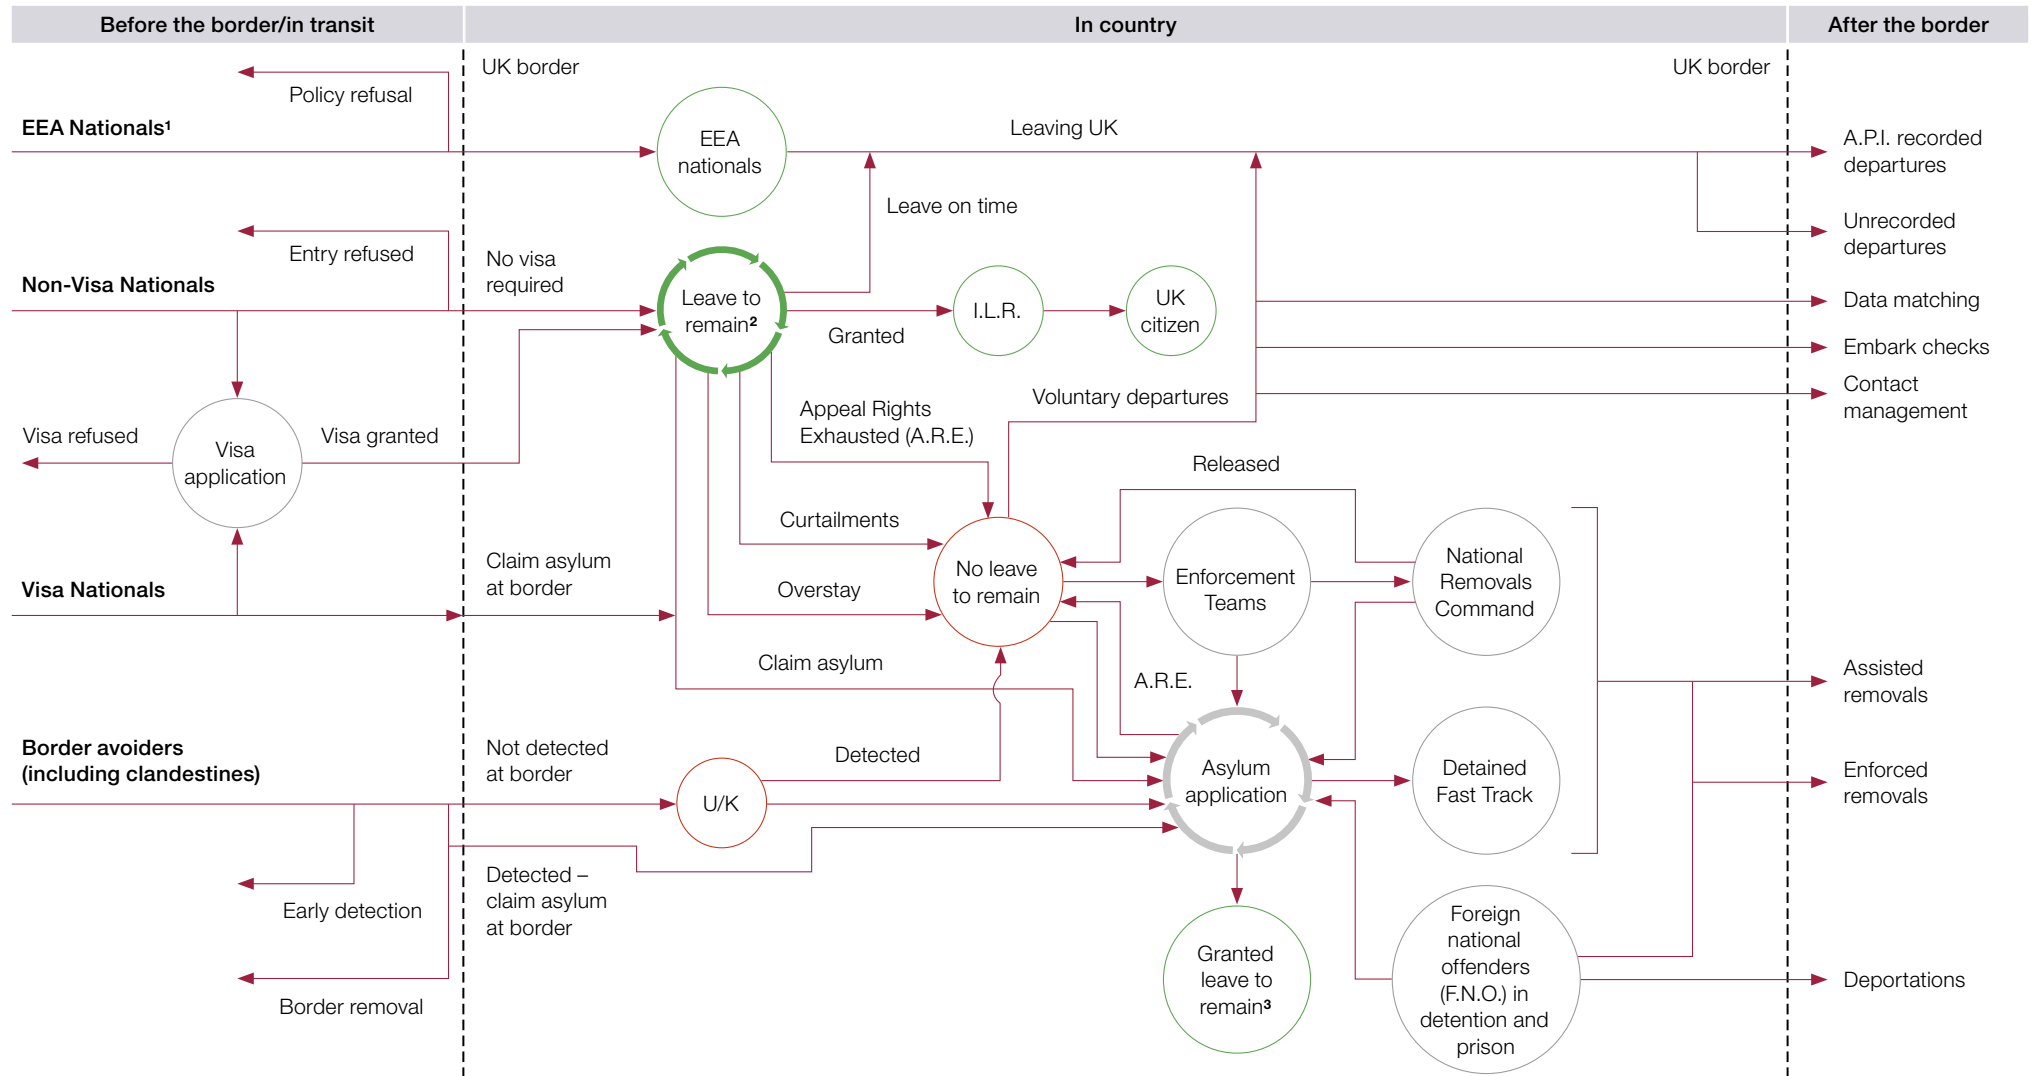 Before the border/in transit
In country
After the border
UK border
UK border
Policy refusal
EEA Nationals¹
EEA
nationals
Leaving UK
A.P.I. recorded
departures
Leave on time
Unrecorded
departures
Entry refused
No visa
required
Non-Visa Nationals
Leave to
remain²
Granted
I.L.R.
UK
citizen
Data matching
Embark checks
Contact
management
Voluntary departures
Appeal Rights
Exhausted (A.R.E.)
Visa refused
Visa
application
Visa granted
Released
Curtailments
Claim asylum
at border
Visa Nationals
Overstay
No leave
to remain
Enforcement
Teams
National
Removals
Command
Claim asylum
A.R.E.
Assisted
removals
Border avoiders
(including clandestines)
Not detected
at border
U/K
Detected
Asylum
application
Detained
Fast Track
Enforced
removals
Early detection
Detected –
claim asylum
at border
Border removal
Granted
leave to
remain³
Foreign
national
offenders
(F.N.O.) in
detention and
prison
Deportations